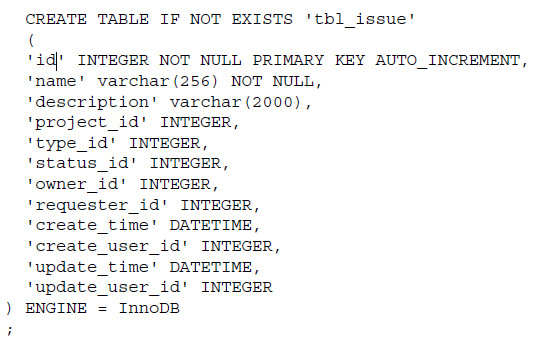 CREATE TABLE IF NOT EXISTS 'tbl_issue'
(
'id' INTEGER NOT NULL PRIMARY KEY AUTO_INCREMENT,
'name' varchar(256) NOT NULL,
'description' varchar(2000),
'project_id' INTEGER,
'type_id' INTEGER,
'status_id' INTEGER,
'owner_id' INTEGER,
'requester_id' INTEGER,
'create_time' DATETIME,
'create_user_id' INTEGER,
'update_time' DATETIME,
'update_user_id' INTEGER
) ENGINE = InnoDB
;